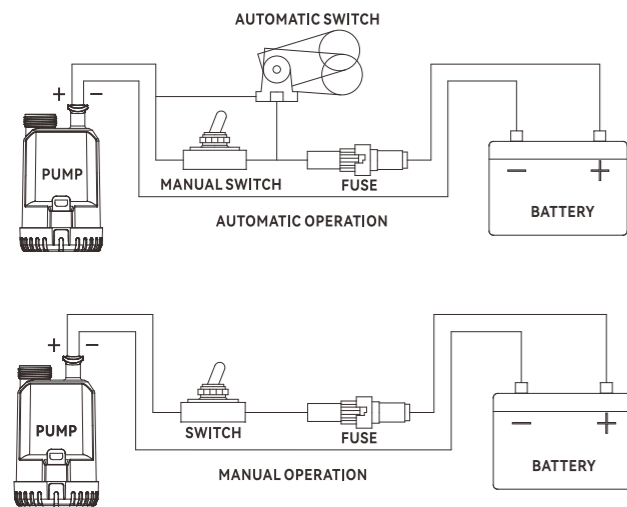 AUTOMATIC SWITCH
+ −
PUMP
MANUAL SWITCH
FUSE
− +
BATTERY
AUTOMATIC OPERATION
+ −
PUMP
SWITCH
FUSE
− +
BATTERY
MANUAL OPERATION